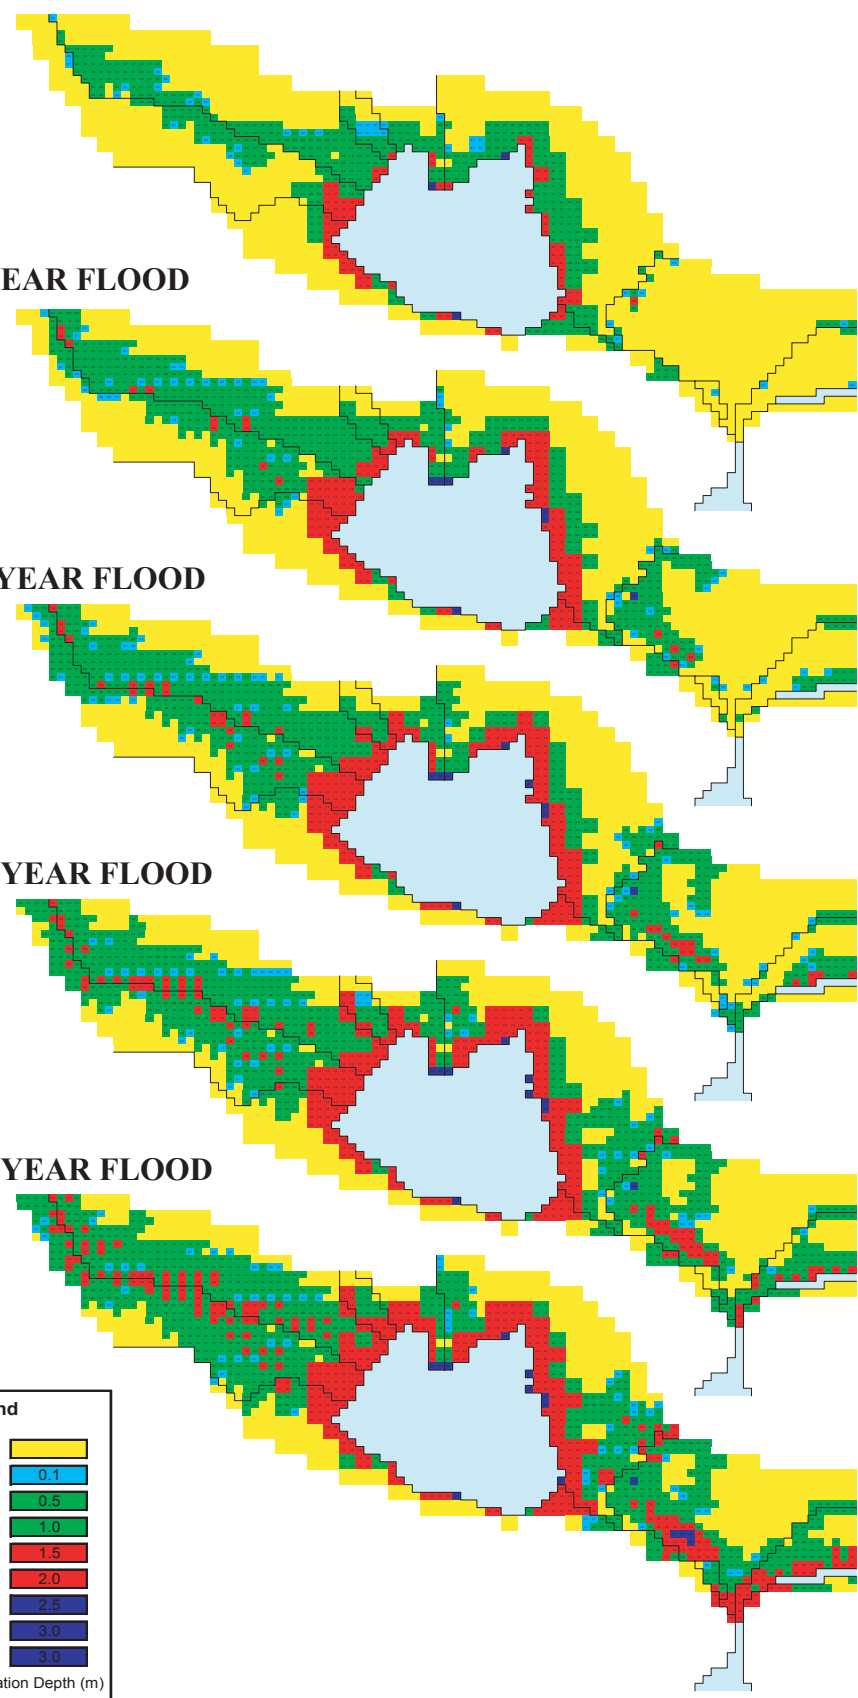 EAR FLOOD
YEAR FLOOD
YEAR FLOOD
YEAR FLOOD
nd
0.1
0.5
1.0
1.5
2.0
2.5
3.0
3.0
ation Depth (m)